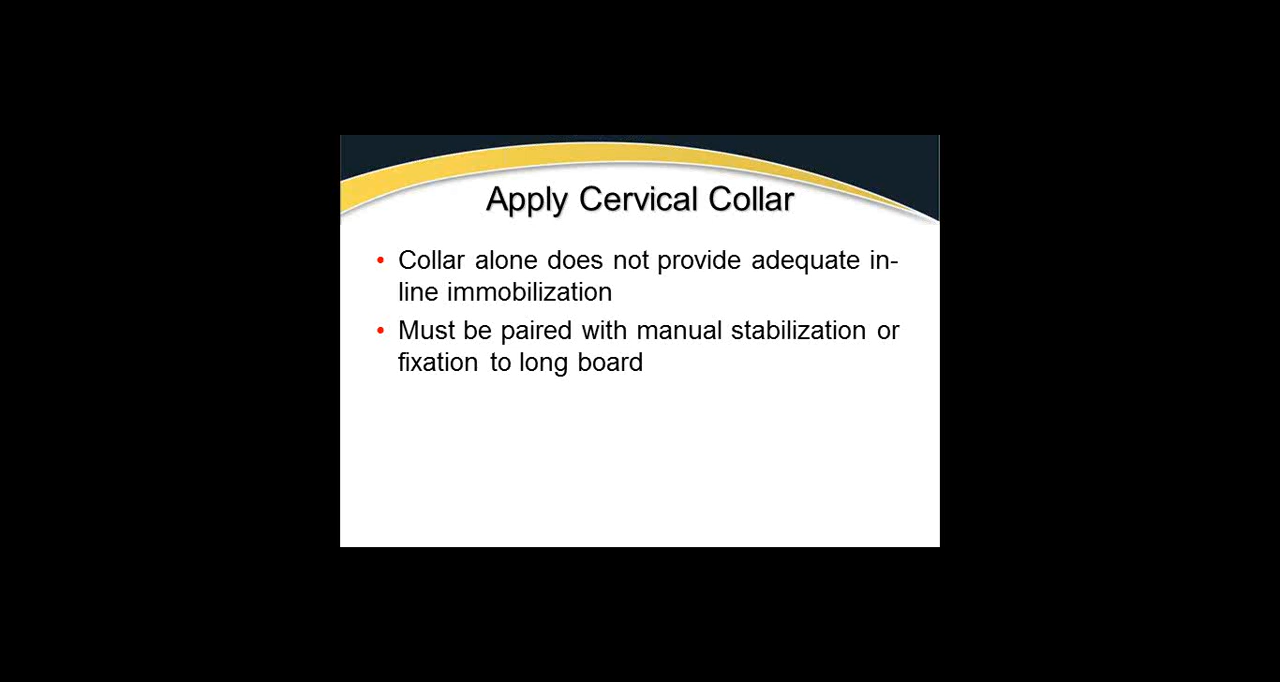 Apply Cervical Collar
• Collar alone does not provide adequate in-
line immobilization
• Must be paired with manual stabilization or
fixation to long board